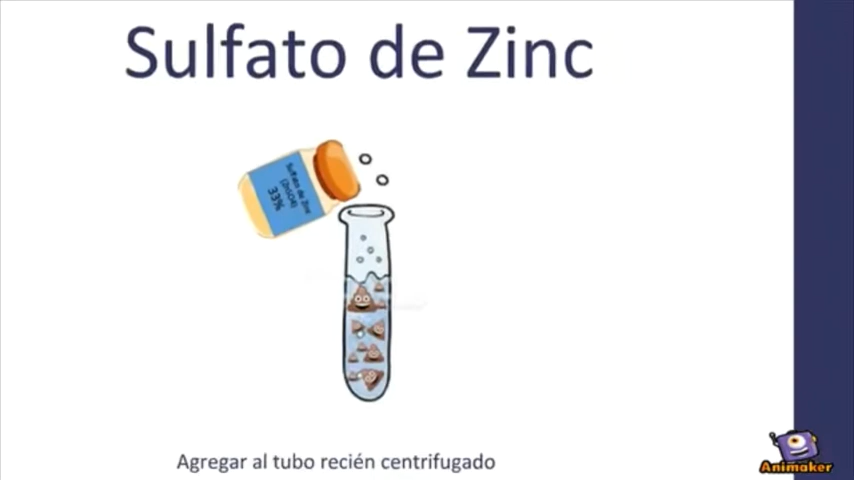 Sulfato de Zinc
Sulfato de Zinc
(ZnSO4)
33%
Agregar al tubo recién centrifugado
Animaker